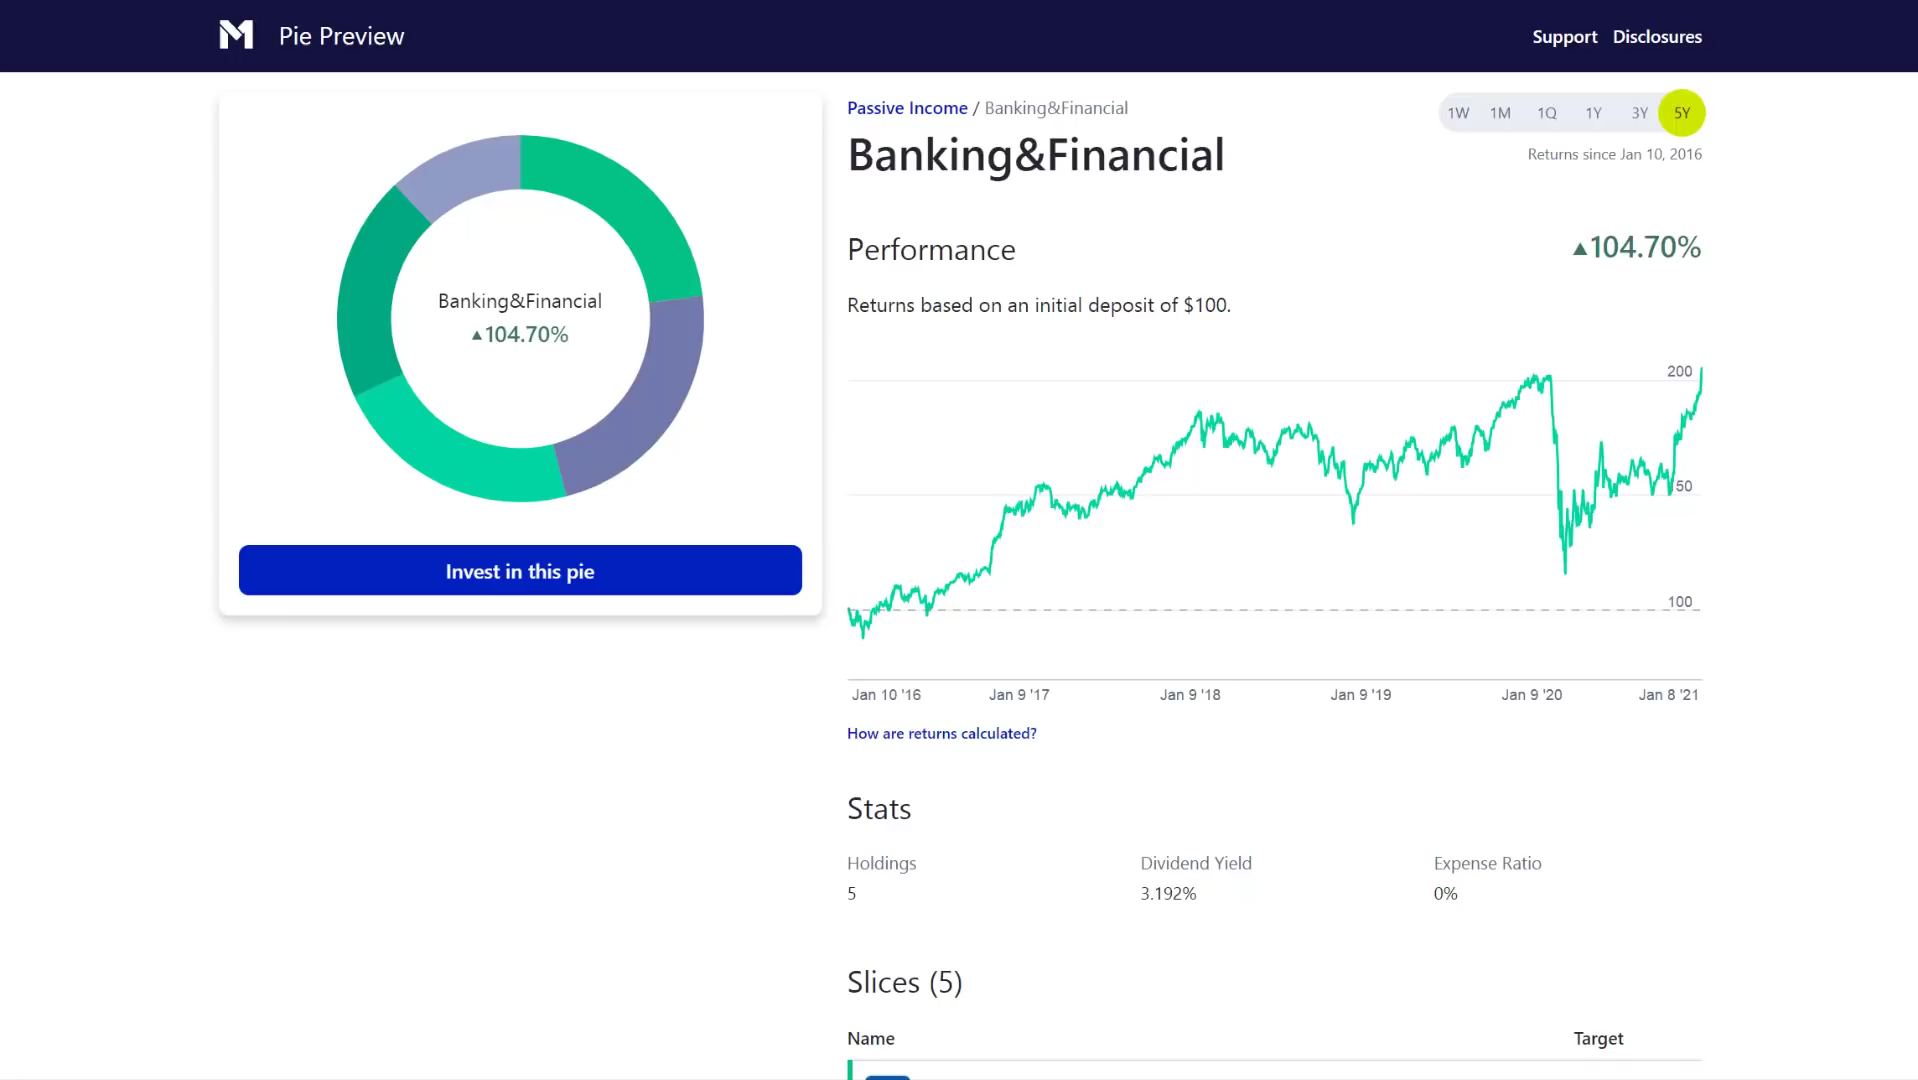 Pie Preview
Support Disclosures
Passive Income / Banking&Financial
1W 1M 1Q 1Y 3Y 5Y
Banking&Financial
Returns since Jan 10, 2016
Performance
▲104.70%
Returns based on an initial deposit of $100.
Banking&Financial
▲104.70%
Invest in this pie
200
50
100
Jan 10 '16 Jan 9 '17 Jan 9 '18 Jan 9 '19 Jan 9 '20 Jan 8 '21
How are returns calculated?
Stats
Holdings Dividend Yield Expense Ratio
5 3.192% 0%
Slices (5)
Name Target